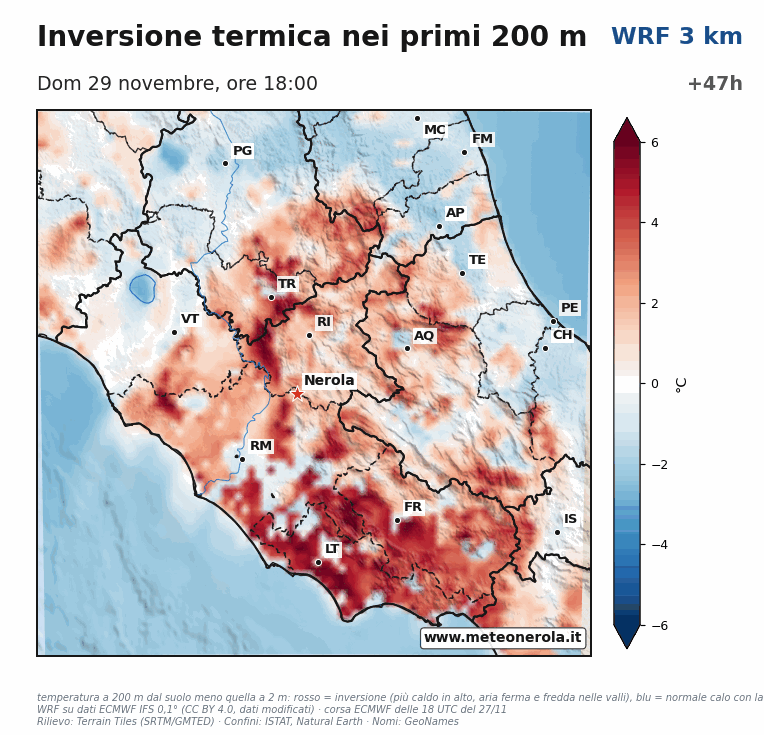 Inversione termica nei primi 200 m
WRF 3 km
Dom 29 novembre, ore 18:00
+47h
MC
FM
PG
AP
TE
TR
PE
VT
RI
CH
AQ
Nerola
RM
FR
IS
LT
6
4
2
0
−2
−4
−6
°C
www.meteonerola.it
temperatura a 200 m dal suolo meno quella a 2 m: rosso = inversione (più caldo in alto, aria ferma e fredda nelle valli), blu = normale calo con la
WRF su dati ECMWF IFS 0,1° (CC BY 4.0, dati modificati) · corsa ECMWF delle 18 UTC del 27/11
Rilievo: Terrain Tiles (SRTM/GMTED) · Confini: ISTAT, Natural Earth · Nomi: GeoNames